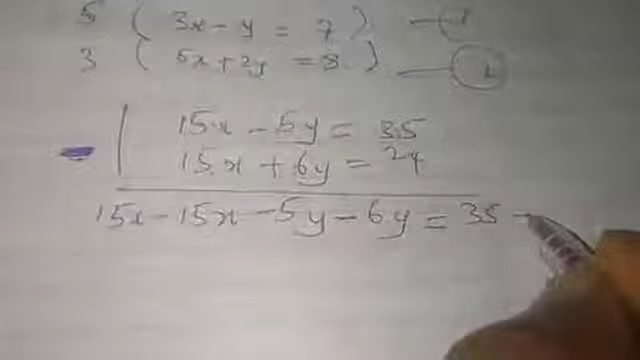 5 ( 3x - y = 7 ) — 1
3 ( 5x + 2y = 8 ) — 2
15x - 5y = 35
- 15x + 6y = 24
15x - 15x - 5y - 6y = 35 -